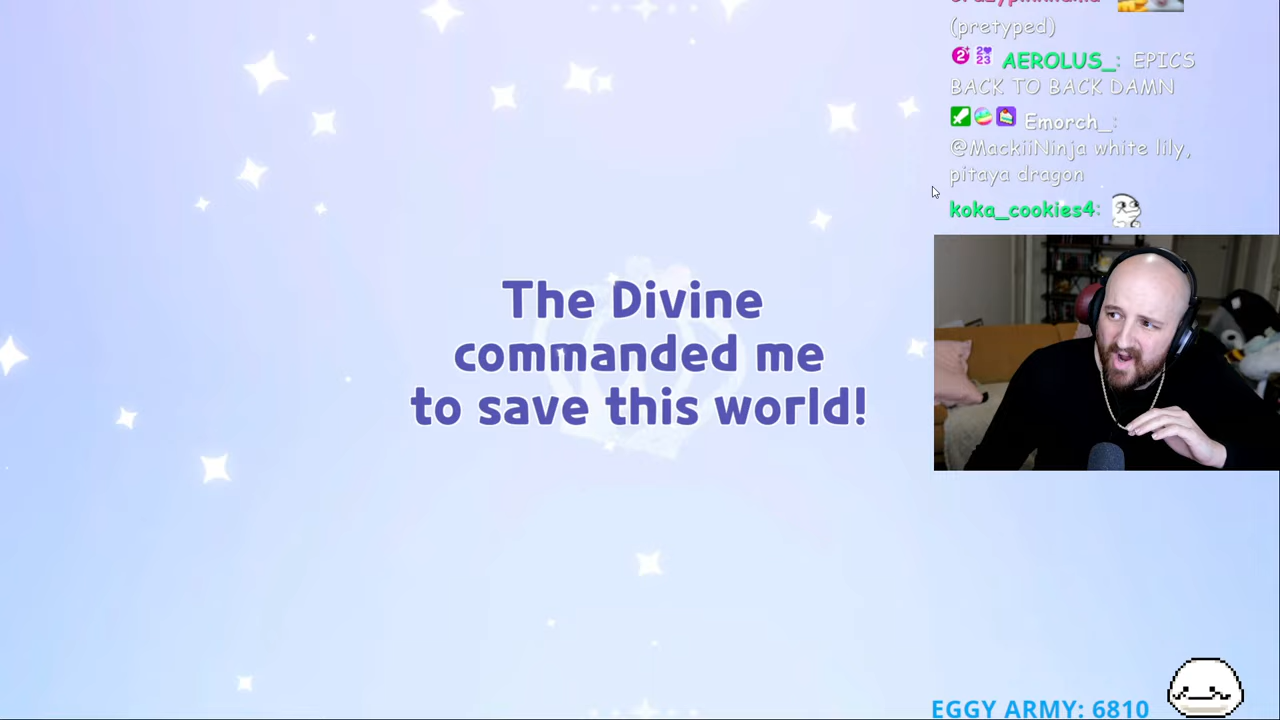 (pretyped)
AEROLUS_: EPICS
BACK TO BACK DAMN
Emorch_:
@MackiiNinja white lily,
pitaya dragon
koka_cookies4:
The Divine
commanded me
to save this world!
EGGY ARMY: 6810